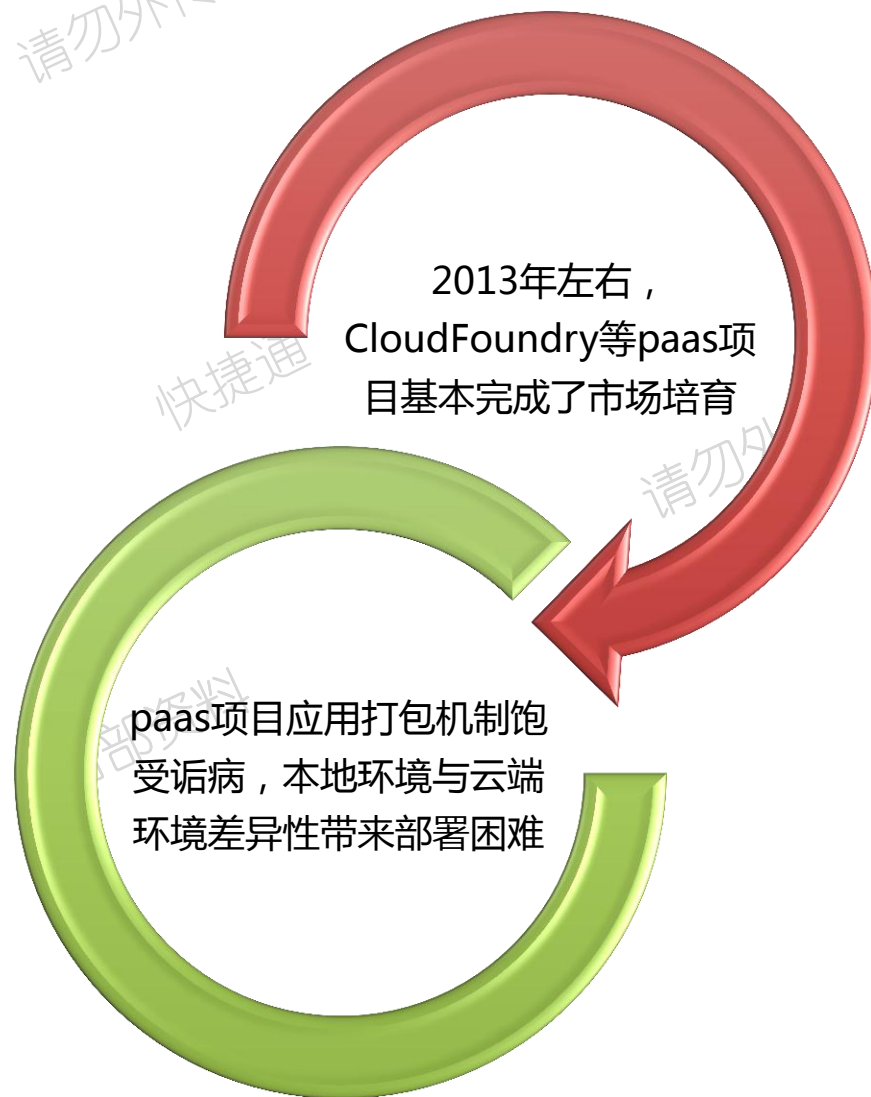 请勿外传
2013年左右，
CloudFoundry等paas项
目基本完成了市场培育
快捷通
请勿外
部资料
paas项目应用打包机制饱
受诟病，本地环境与云端
环境差异性带来部署困难